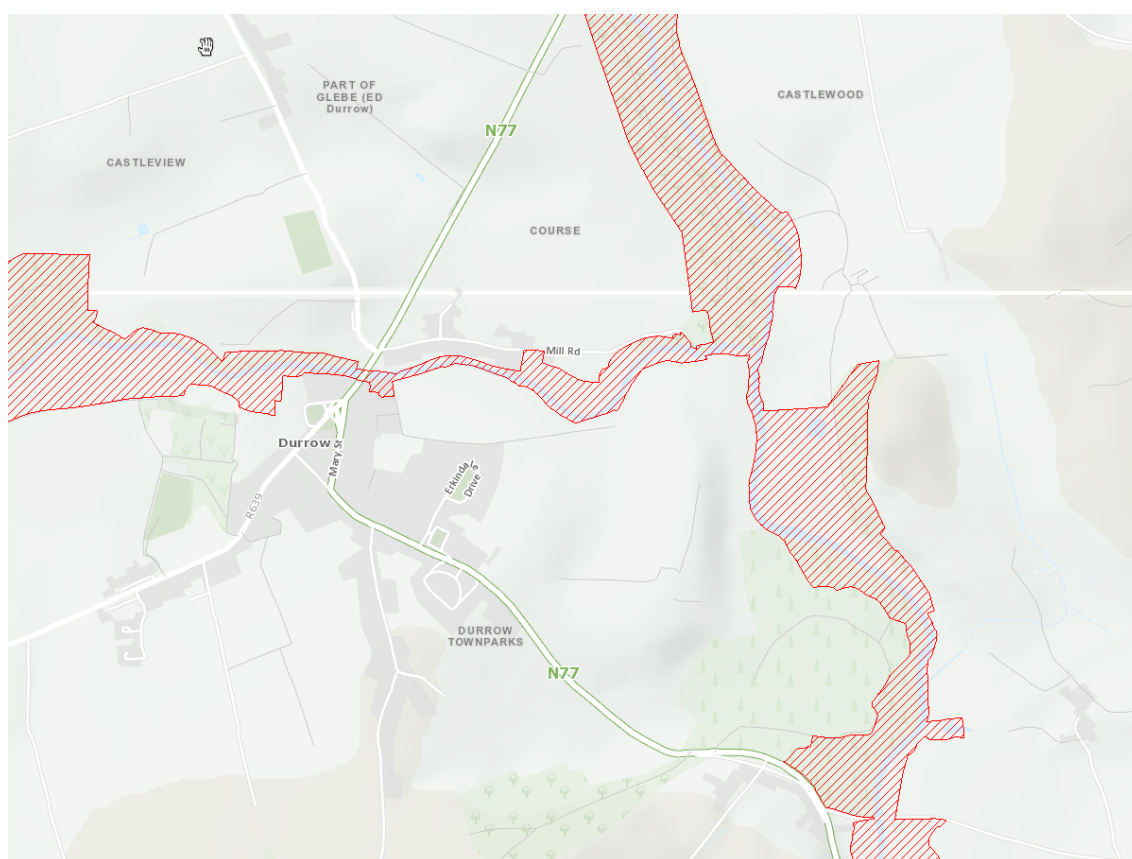 PART OF
GLEBE (ED
Durrow)
CASTLEWOOD
N77
CASTLEVIEW
COURSE
Mill Rd
Durrow
Mary St
Erkindale
Drive
R639
DURROW
TOWNPARKS
N77